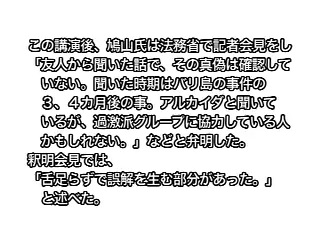 この講演後、鳩山氏は法務省で記者会見をし
「友人から聞いた話で、その真偽は確認して
いない。聞いた時期はバリ島の事件の
３、４カ月後の事。アルカイダと聞いて
いるが、過激派グループに協力している人
かもしれない。」などと弁明した。
釈明会見では、
「舌足らずで誤解を生む部分があった。」
と述べた。